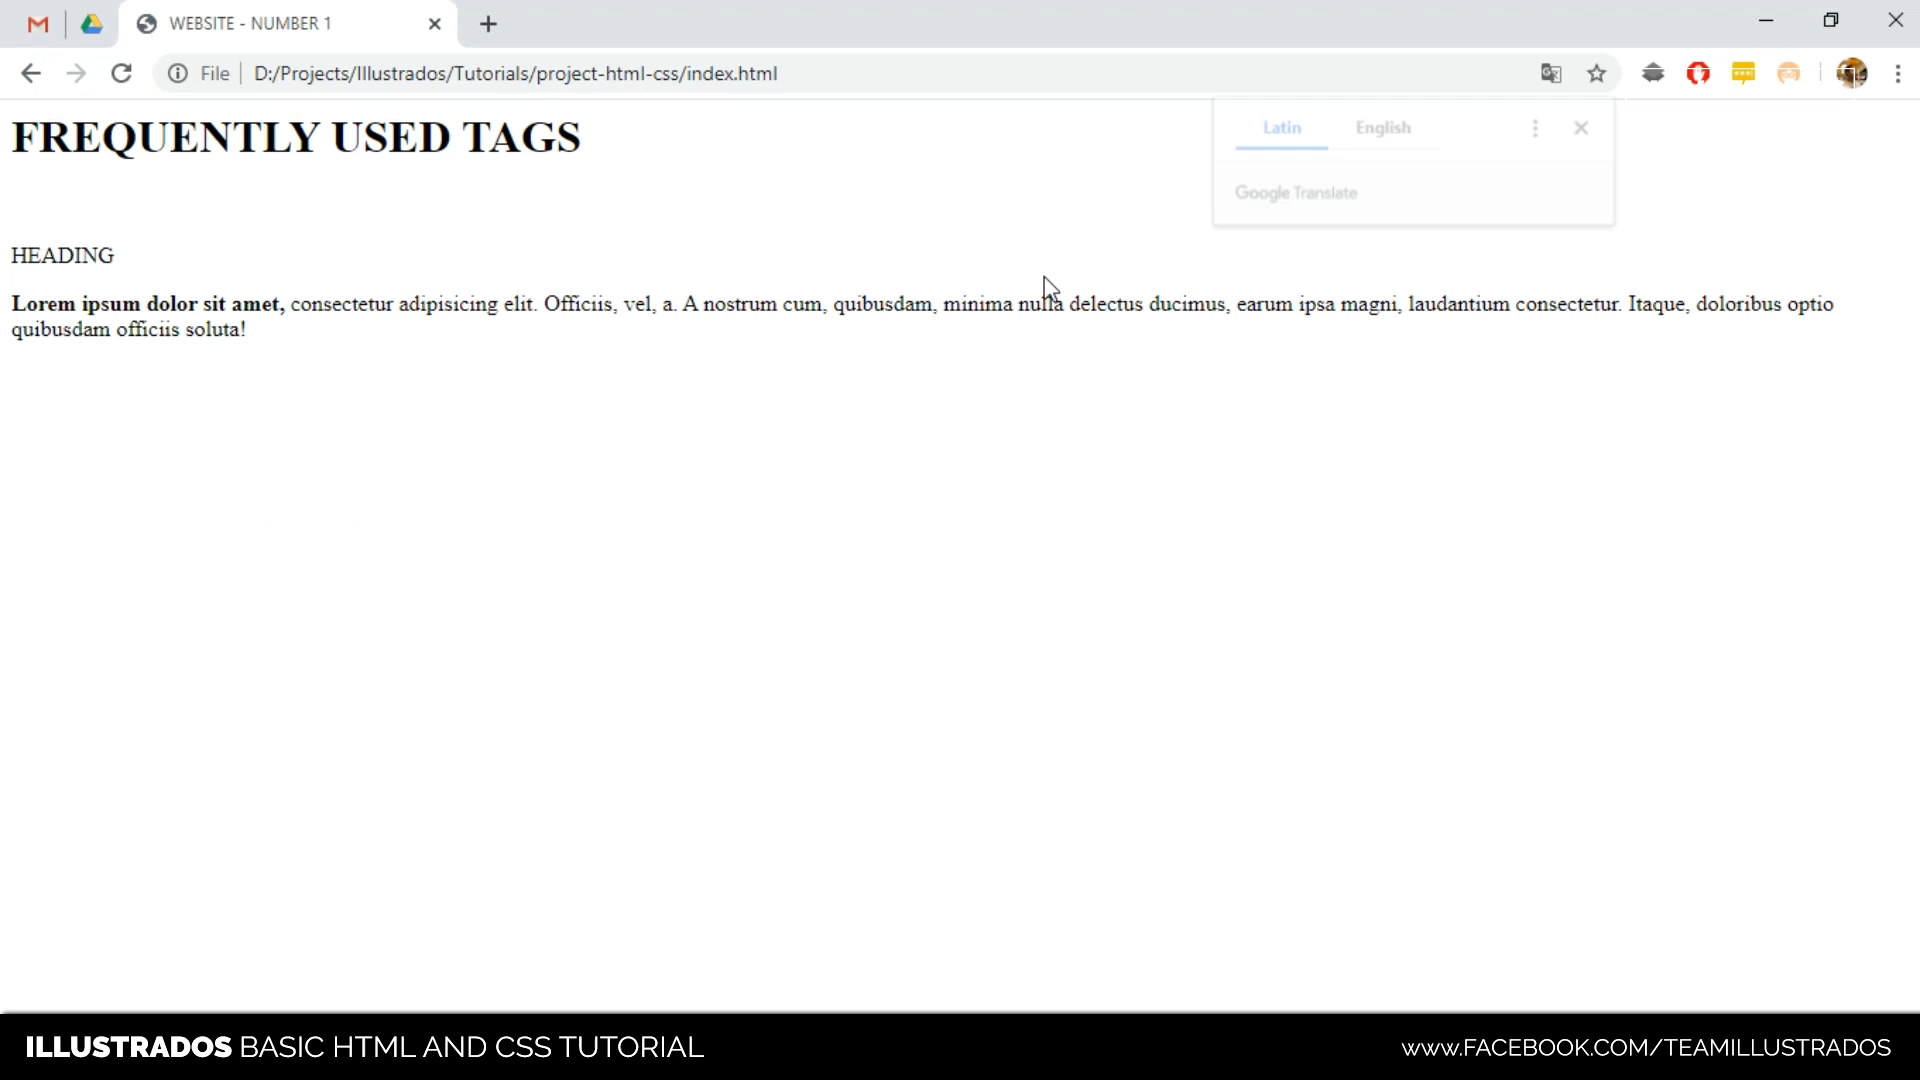 WEBSITE - NUMBER 1
File D:/Projects/Illustrados/Tutorials/project-html-css/index.html
FREQUENTLY USED TAGS
Latin English
Google Translate
HEADING
Lorem ipsum dolor sit amet, consectetur adipisicing elit. Officiis, vel, a. A nostrum cum, quibusdam, minima nulla delectus ducimus, earum ipsa magni, laudantium consectetur. Itaque, doloribus optio
quibusdam officiis soluta!
ILLUSTRADOS BASIC HTML AND CSS TUTORIAL
www.FACEBOOK.COM/TEAMILLUSTRADOS